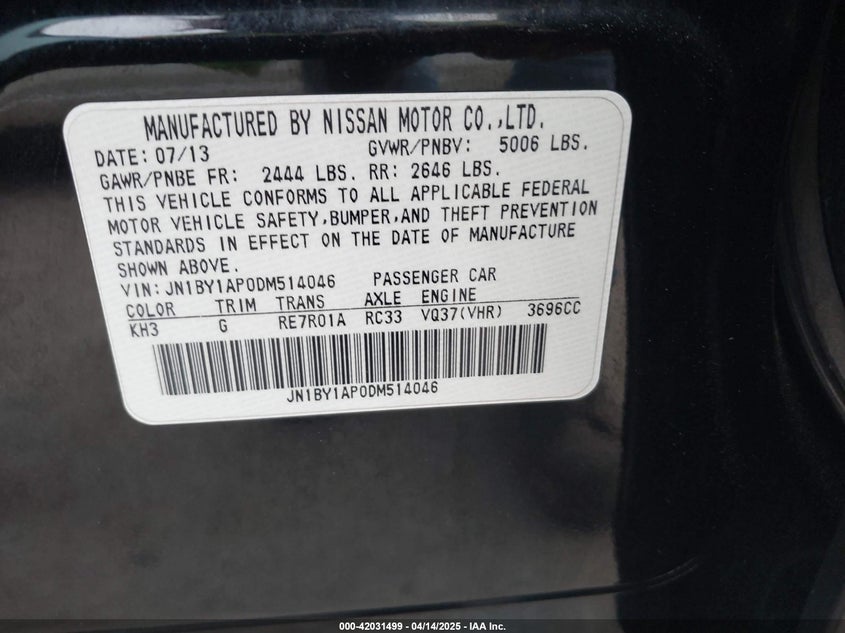 MANUFACTURED BY NISSAN MOTOR CO.,LTD.
DATE: 07/13 GVWR/PNBV: 5006 LBS.
GAWR/PNBE FR: 2444 LBS. RR: 2646 LBS.
THIS VEHICLE CONFORMS TO ALL APPLICABLE FEDERAL
MOTOR VEHICLE SAFETY,BUMPER,AND THEFT PREVENTION
STANDARDS IN EFFECT ON THE DATE OF MANUFACTURE
SHOWN ABOVE.
VIN: JN1BY1AP0DM514046 PASSENGER CAR
COLOR TRIM TRANS AXLE ENGINE
KH3 G RE7R01A RC33 VQ37(VHR) 3696CC
JN1BY1AP0DM514046
000-42031499 - 04/14/2025 - IAA Inc.